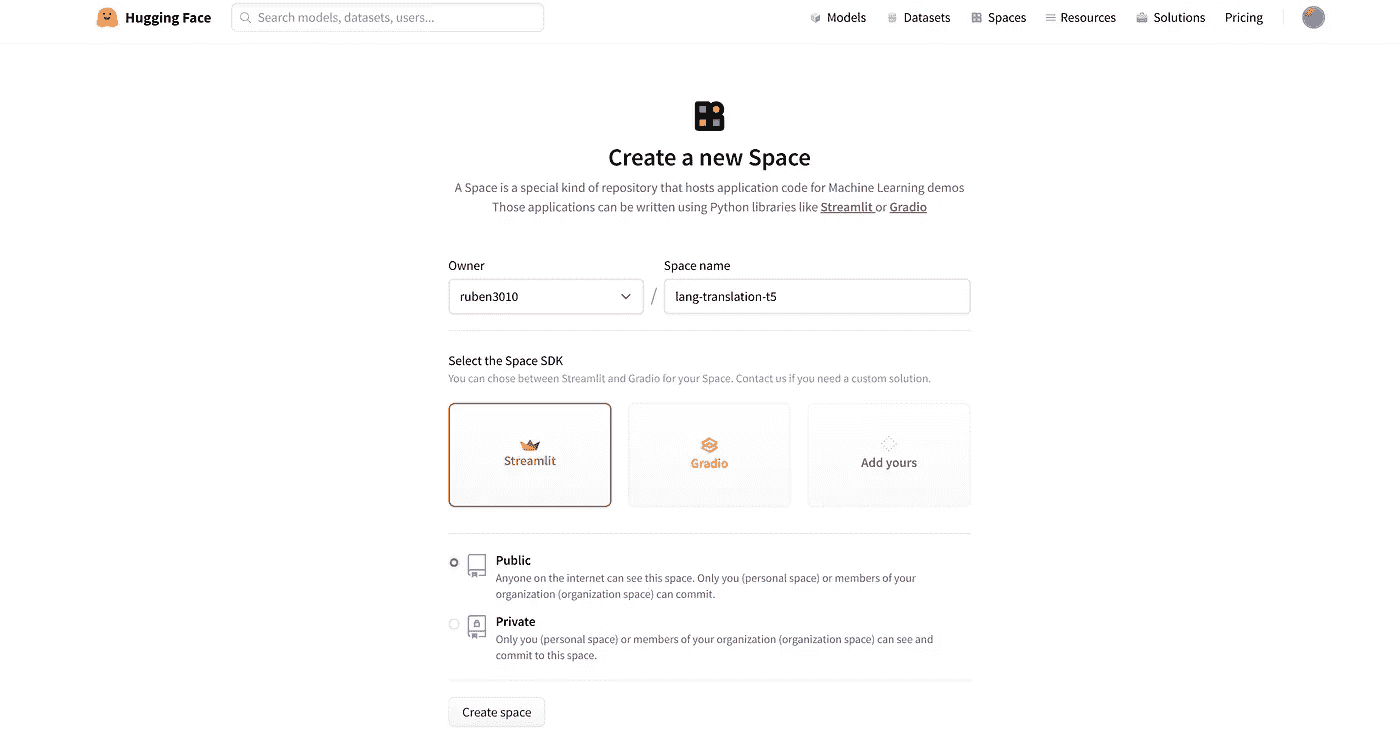 Hugging Face
Search models, datasets, users...
Models
Datasets
Spaces
Resources
Solutions
Pricing
Create a new Space
A Space is a special kind of repository that hosts application code for Machine Learning demos
Those applications can be written using Python libraries like Streamlit or Gradio
Owner
Space name
ruben3010
/
lang-translation-t5
Select the Space SDK
You can chose between Streamlit and Gradio for your Space. Contact us if you need a custom solution.
Streamlit
Gradio
Add yours
Public
Anyone on the internet can see this space. Only you (personal space) or members of your
organization (organization space) can commit.
Private
Only you (personal space) or members of your organization (organization space) can see and
commit to this space.
Create space